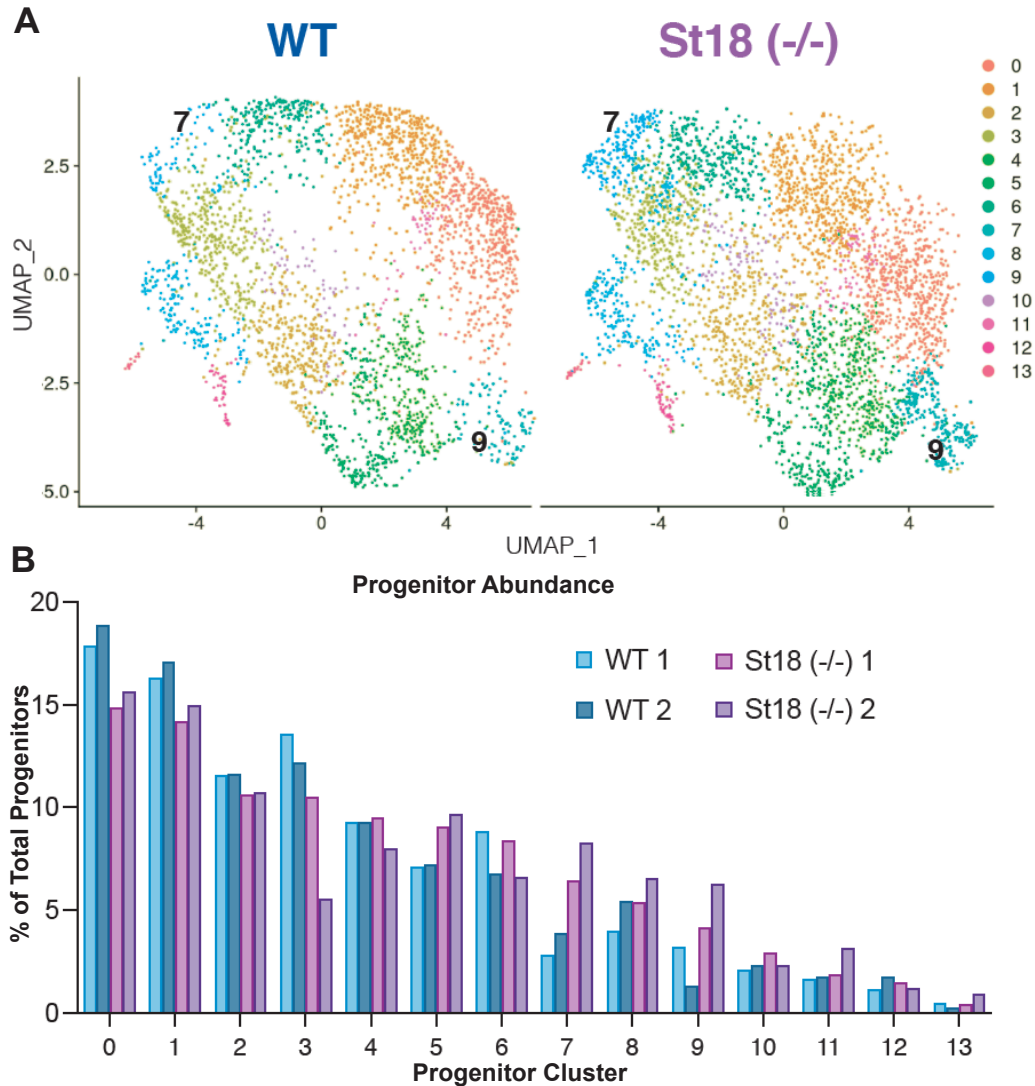 A
WT
St18 (-/-)
7
9
7
9
0
1
2
3
4
5
6
7
8
9
10
11
12
13
UMAP_2
2.5
0.0
-2.5
5.0
-4
0
4
-4
0
4
UMAP_1
B
Progenitor Abundance
% of Total Progenitors
20
15
10
5
0
WT 1
St18 (-/-) 1
WT 2
St18 (-/-) 2
0 1 2 3 4 5 6 7 8 9 10 11 12 13
Progenitor Cluster